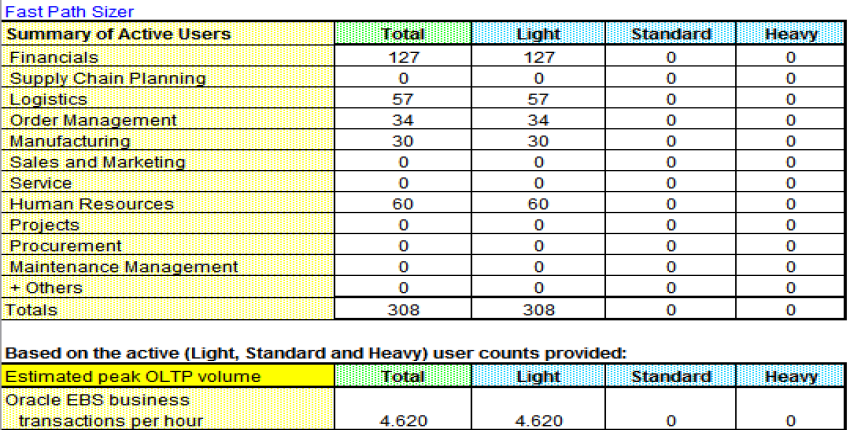 Fast Path Sizer
Summary of Active Users Total Light Standard Heavy
Financials 127 127 0 0
Supply Chain Planning 0 0 0 0
Logistics 57 57 0 0
Order Management 34 34 0 0
Manufacturing 30 30 0 0
Sales and Marketing 0 0 0 0
Service 0 0 0 0
Human Resources 60 60 0 0
Projects 0 0 0 0
Procurement 0 0 0 0
Maintenance Management 0 0 0 0
+ Others 0 0 0 0
Totals 308 308 0 0
Based on the active (Light, Standard and Heavy) user counts provided:
Estimated peak OLTP volume Total Light Standard Heavy
Oracle EBS business
transactions per hour 4.620 4.620 0 0